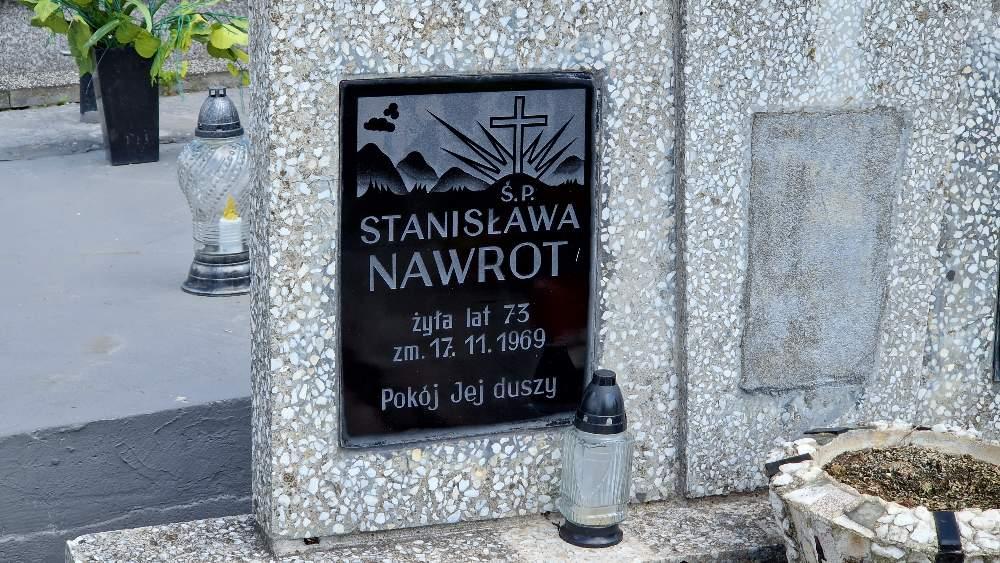 Ś.P.
STANISŁAWA
NAWROT
żyła lat 73
zm. 17.11.1969
Pokój Jej duszy